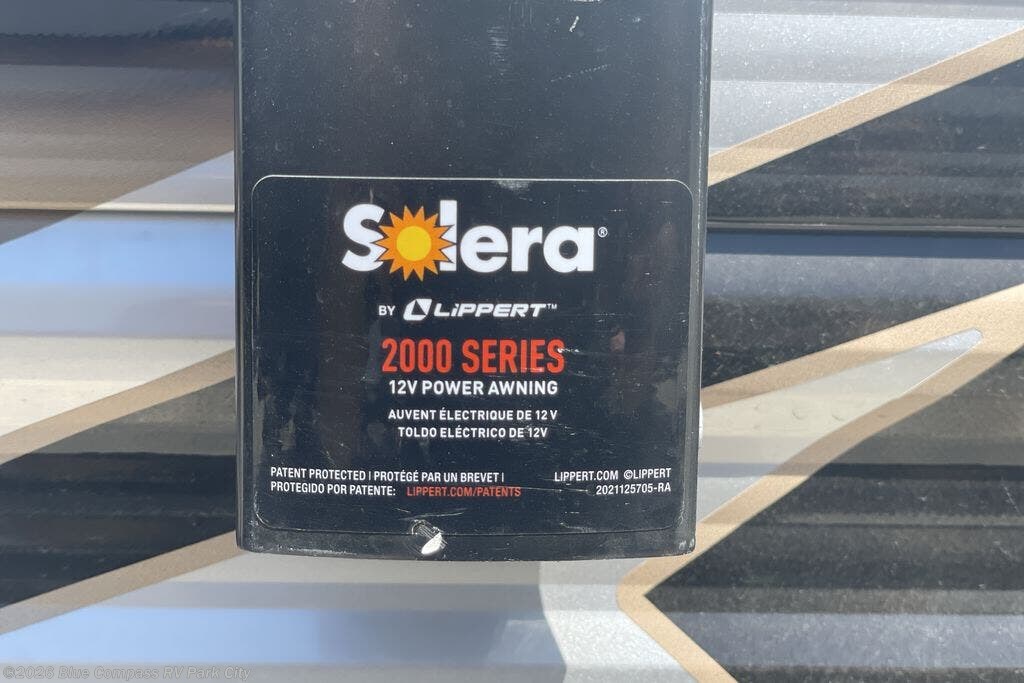 Solera®
BY LiPPERT™
2000 SERIES
12V POWER AWNING
AUVENT ÉLECTRIQUE DE 12 V
TOLDO ELÉCTRICO DE 12V
PATENT PROTECTED | PROTÉGÉ PAR UN BREVET |
PROTEGIDO POR PATENTE: LIPPERT.COM/PATENTS
LIPPERT.COM ©LIPPERT
2021125705-RA
©2026 Blue Compass RV Park City